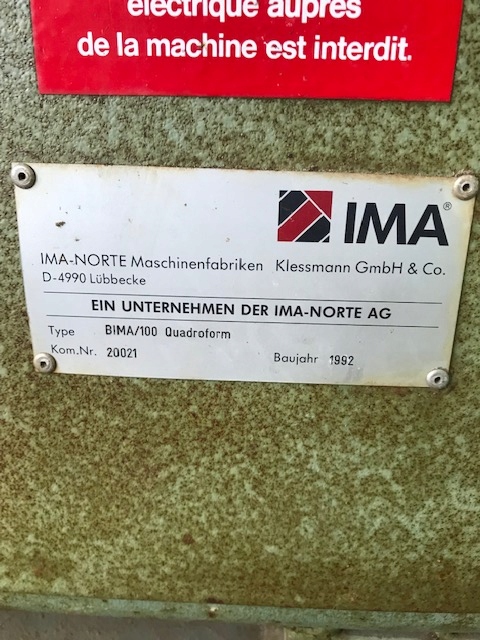 électrique auprès
de la machine est interdit.
IMA®
IMA-NORTE Maschinenfabriken Klessmann GmbH & Co.
D-4990 Lübbecke
EIN UNTERNEHMEN DER IMA-NORTE AG
Type BIMA/100 Quadroform
Kom.Nr. 20021 Baujahr 1992